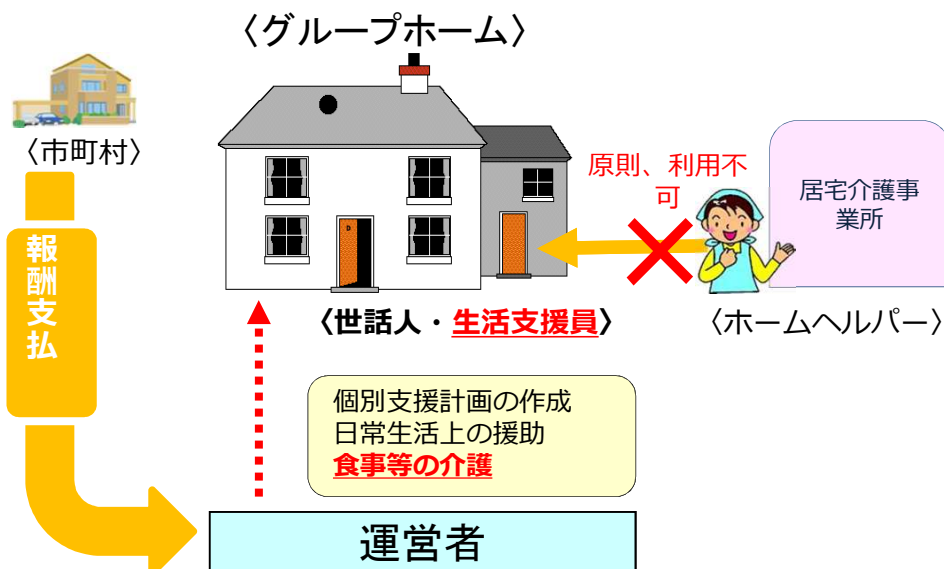 〈グループホーム〉
〈市町村〉
報酬支払
原則、利用不
可
居宅介護事
業所
〈世話人・生活支援員〉
〈ホームヘルパー〉
個別支援計画の作成
日常生活上の援助
食事等の介護
運営者